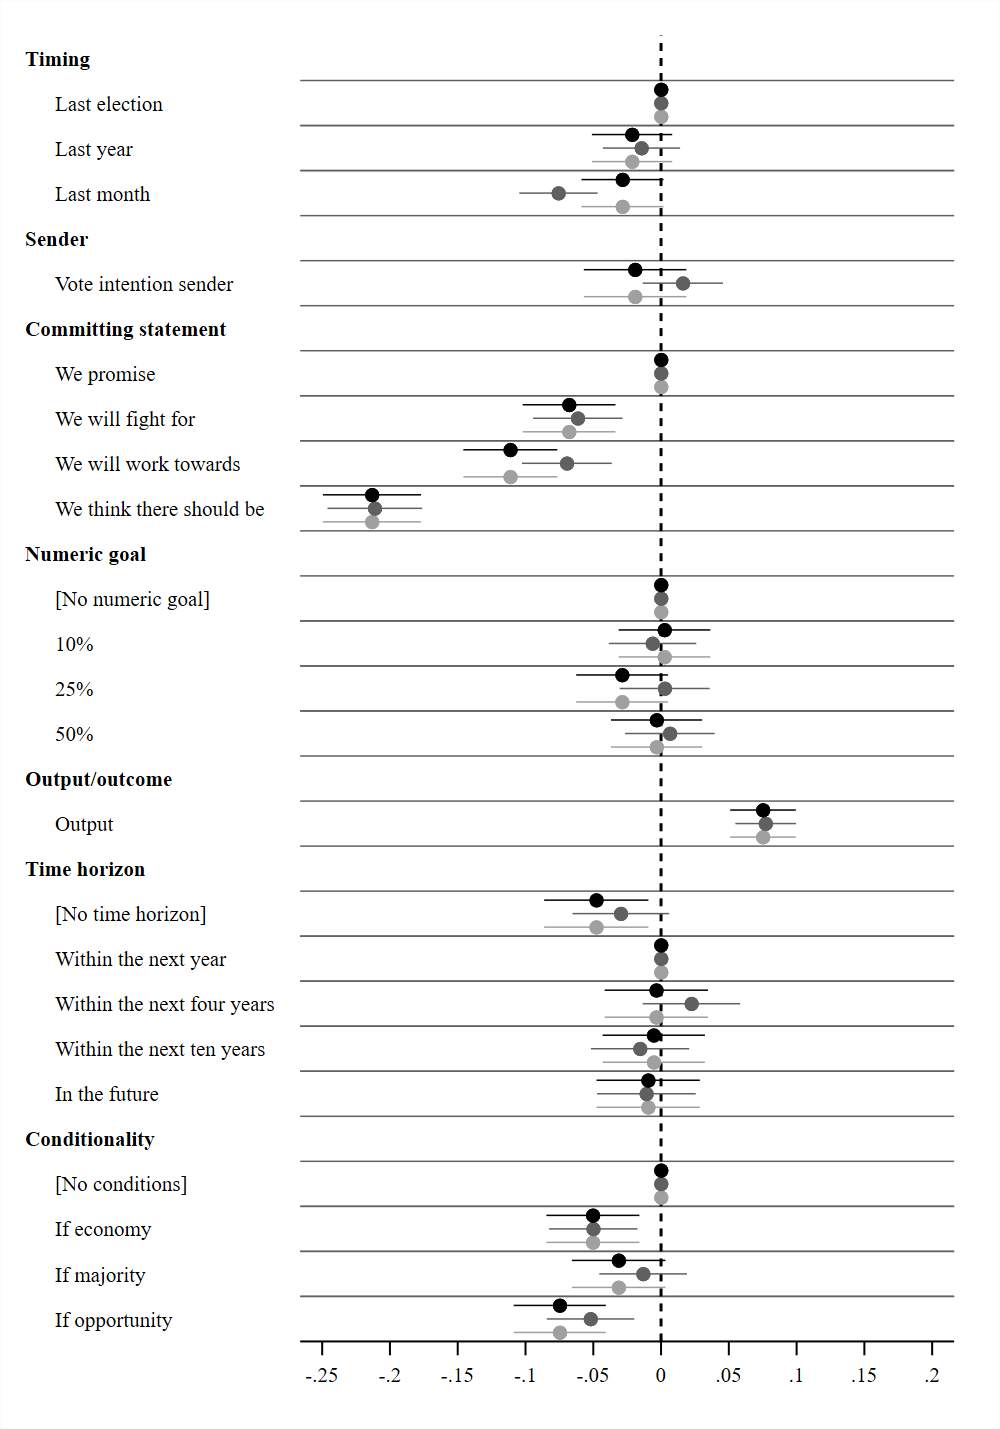 Timing
Last election
Last year
Last month
Sender
Vote intention sender
Committing statement
We promise
We will fight for
We will work towards
We think there should be
Numeric goal
[No numeric goal]
10%
25%
50%
Output/outcome
Output
Time horizon
[No time horizon]
Within the next year
Within the next four years
Within the next ten years
In the future
Conditionality
[No conditions]
If economy
If majority
If opportunity
-.25 -.2 -.15 -.1 -.05 0 .05 .1 .15 .2